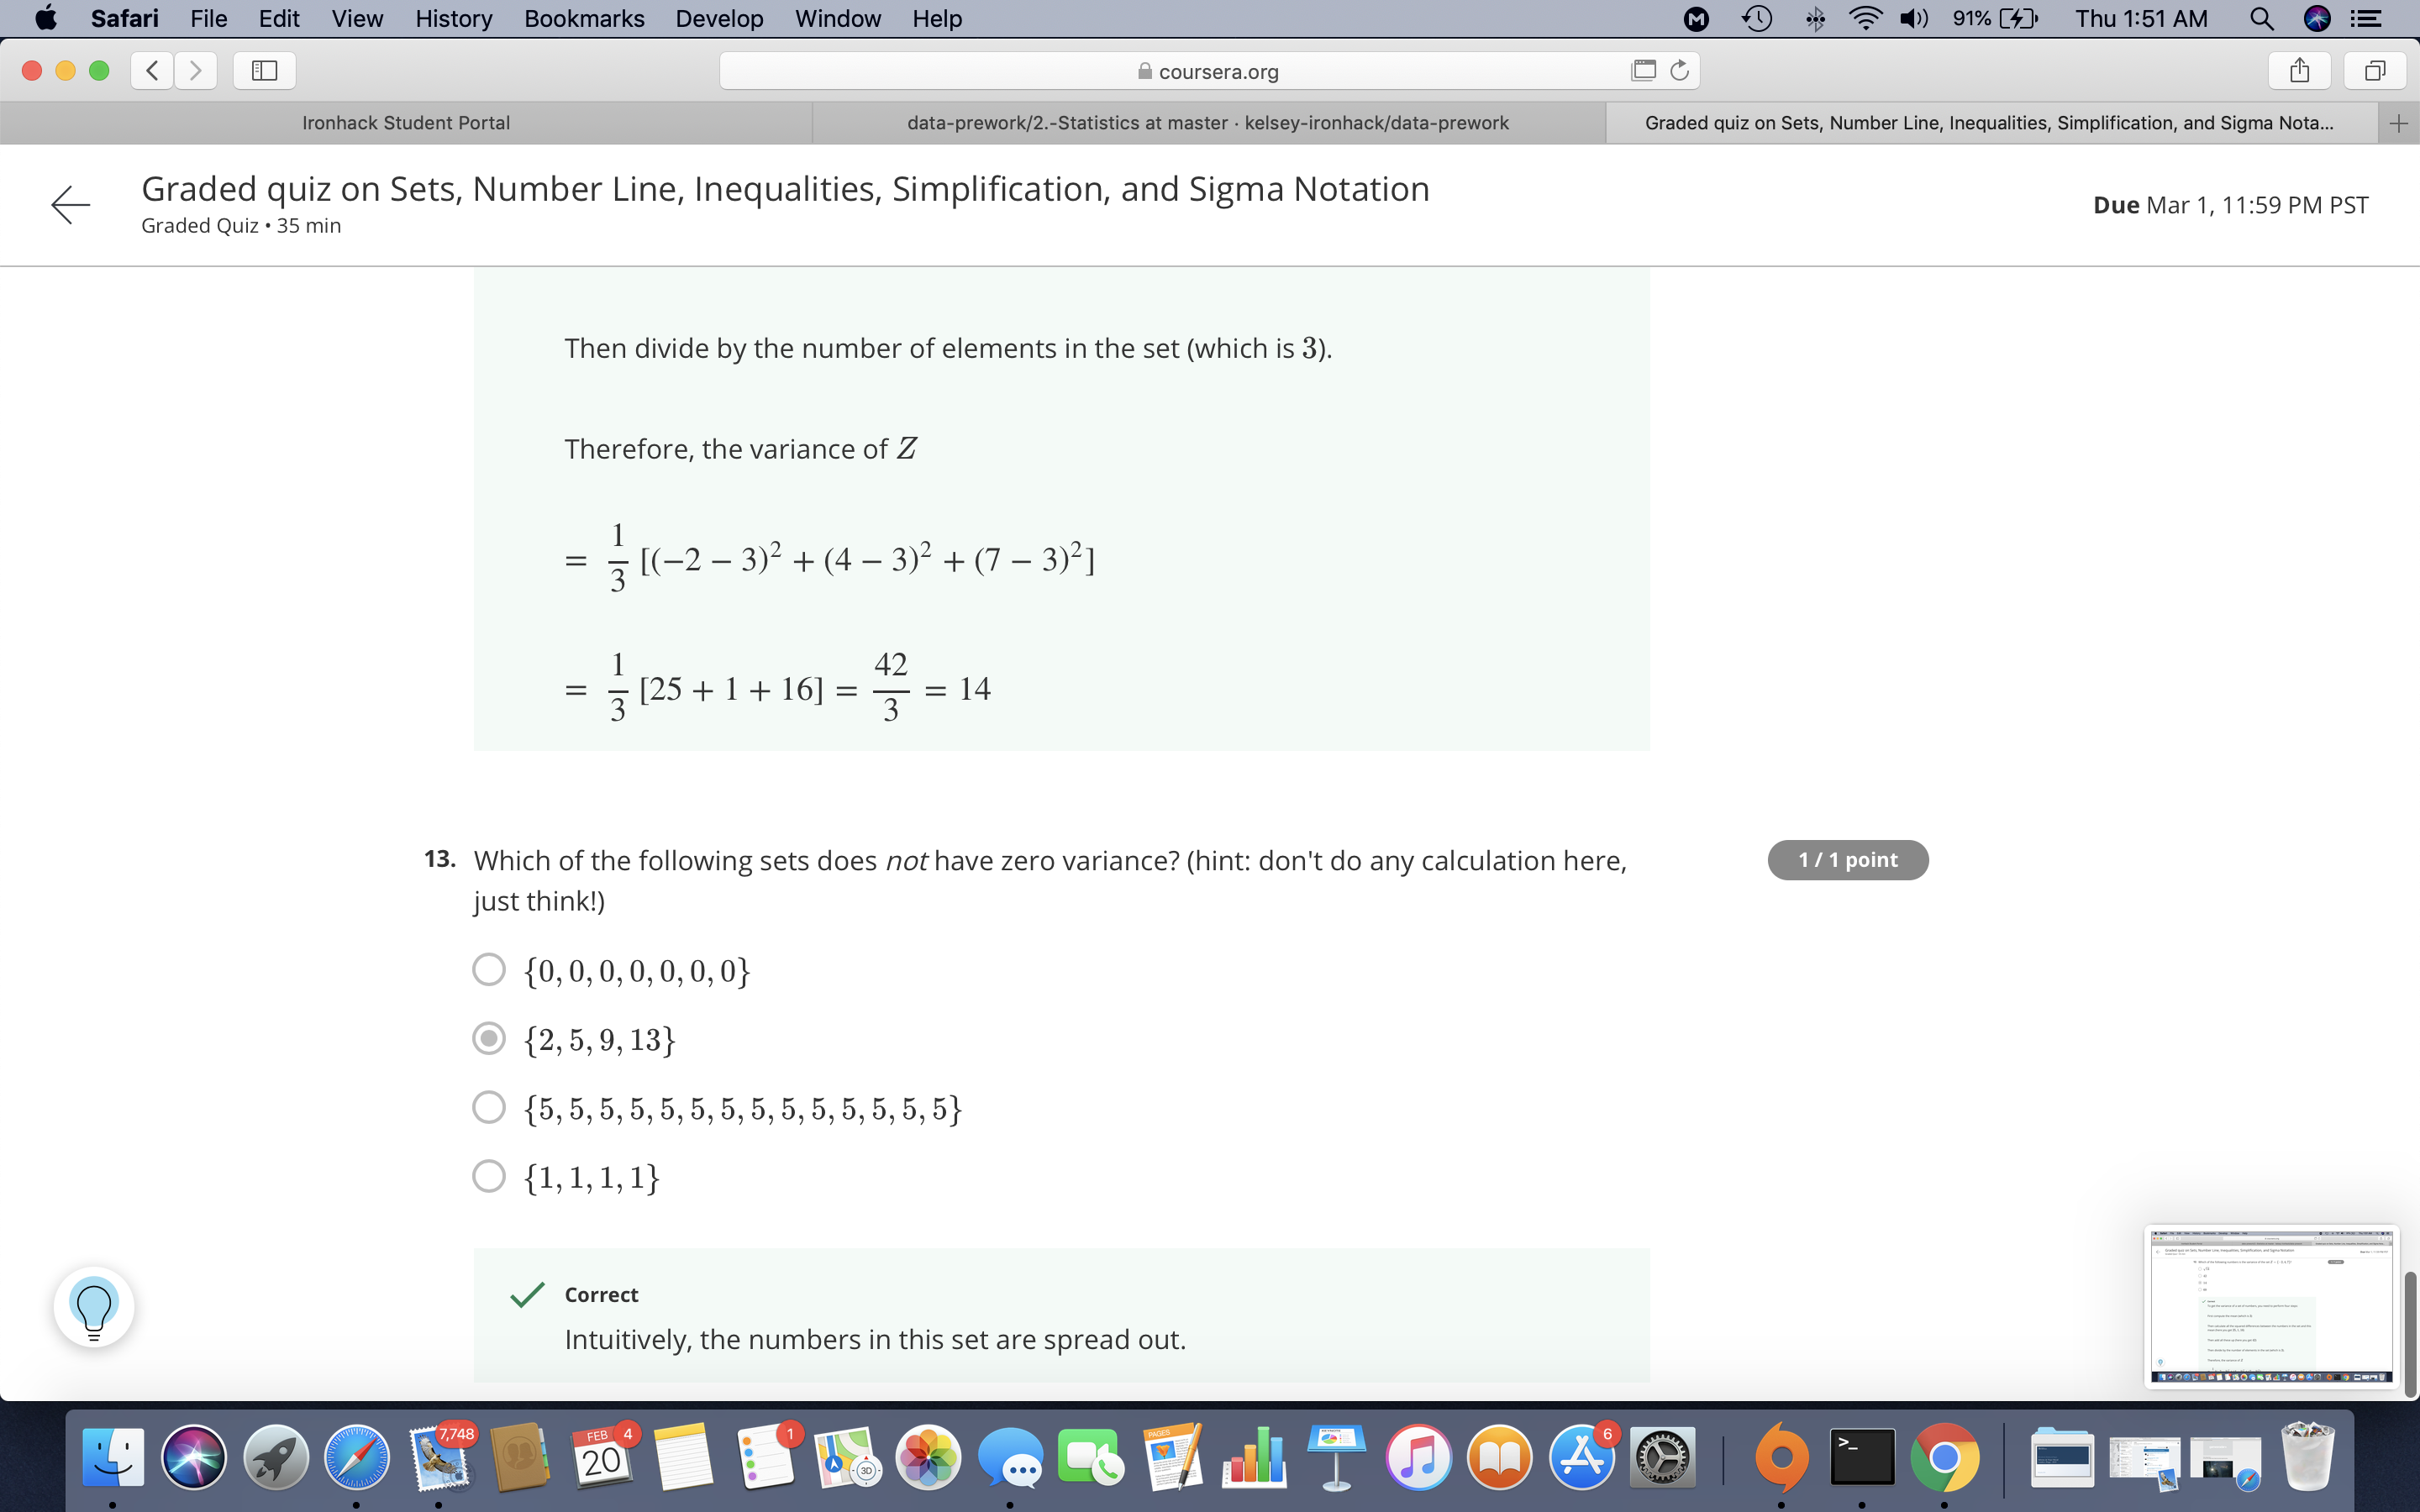 Safari File Edit View History Bookmarks Develop Window Help 91% Thu 1:51 AM
coursera.org
Ironhack Student Portal data-prework/2.-Statistics at master · kelsey-ironhack/data-prework Graded quiz on Sets, Number Line, Inequalities, Simplification, and Sigma Nota...
Graded quiz on Sets, Number Line, Inequalities, Simplification, and Sigma Notation
Graded Quiz • 35 min
Due Mar 1, 11:59 PM PST
Then divide by the number of elements in the set (which is 3).
Therefore, the variance of Z
= 1/3 [(−2 − 3)² + (4 − 3)² + (7 − 3)²]
= 1/3 [25 + 1 + 16] = 42/3 = 14
13. Which of the following sets does not have zero variance? (hint: don't do any calculation here, 1 / 1 point
just think!)
{0, 0, 0, 0, 0, 0, 0}
{2, 5, 9, 13}
{5, 5, 5, 5, 5, 5, 5, 5, 5, 5, 5, 5, 5, 5}
{1, 1, 1, 1}
Correct
Intuitively, the numbers in this set are spread out.
7,748 FEB 20 4 1 3D PAGES 6 >_